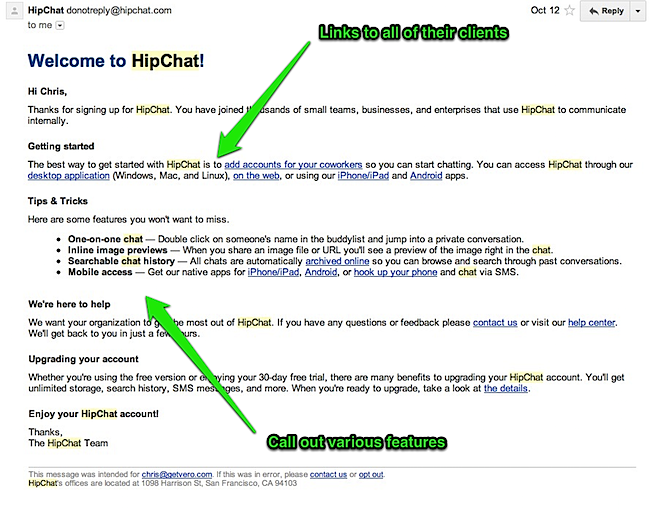 HipChat donotreply@hipchat.com
Oct 12
Reply
to me
Links to all of their clients
Welcome to HipChat!
Hi Chris,
Thanks for signing up for HipChat. You have joined thousands of small teams, businesses, and enterprises that use HipChat to communicate
internally.
Getting started
The best way to get started with HipChat is to add accounts for your coworkers so you can start chatting. You can access HipChat through our
desktop application (Windows, Mac, and Linux), on the web, or using our iPhone/iPad and Android apps.
Tips & Tricks
Here are some features you won't want to miss.
• One-on-one chat — Double click on someone's name in the buddylist and jump into a private conversation.
• Inline image previews — When you share an image file or URL you'll see a preview of the image right in the chat.
• Searchable chat history — All chats are automatically archived online so you can browse and search through past conversations.
• Mobile access — Get our native apps for iPhone/iPad, Android, or hook up your phone and chat via SMS.
We're here to help
We want your organization to the most out of HipChat. If you have any questions or feedback please contact us or visit our help center.
We'll get back to you in just a few hours.
Upgrading your account
Whether you're using the free version or enjoying your 30-day free trial, there are many benefits to upgrading your HipChat account. You'll get
unlimited storage, search history, SMS messages, and more. When you're ready to upgrade, take a look at the details.
Enjoy your HipChat account!
Thanks,
The HipChat Team
Call out various features
This message was intended for chris@getvero.com. If this was in error, please contact us or opt out.
HipChat's offices are located at 1098 Harrison St, San Francisco, CA 94103